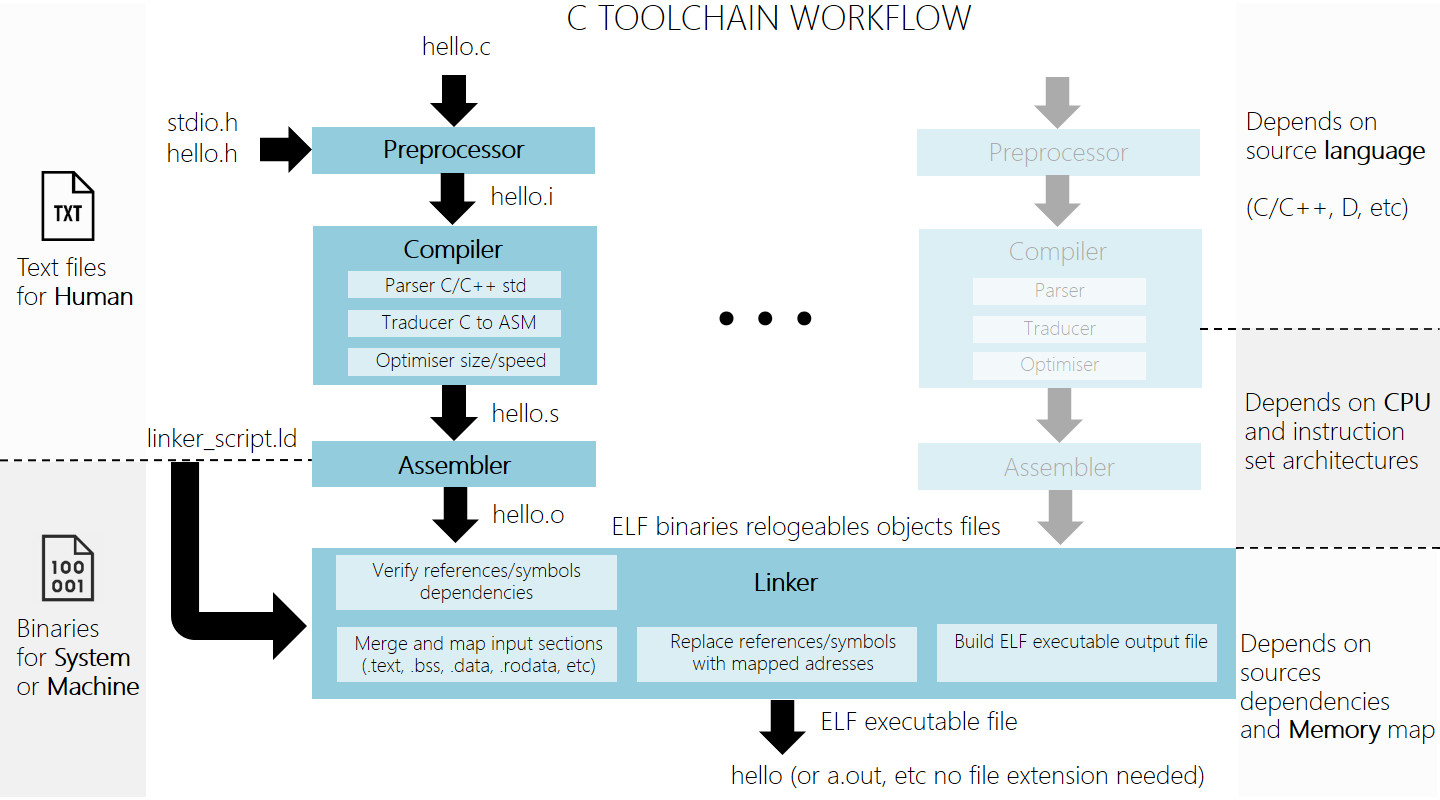 C TOOLCHAIN WORKFLOW
hello.c
stdio.h
hello.h
Preprocessor
hello.i
Compiler
Parser C/C++ std
Traducer C to ASM
Optimiser size/speed
hello.s
linker_script.ld
Assembler
hello.o
ELF binaries relogeables objects files
Preprocessor
Compiler
Parser
Traducer
Optimiser
Assembler
Linker
Verify references/symbols
dependencies
Merge and map input sections
(.text, .bss, .data, .rodata, etc)
Replace references/symbols
with mapped adresses
Build ELF executable output file
ELF executable file
hello (or a.out, etc no file extension needed)
TXT
Text files
for Human
100
001
Binaries
for System
or Machine
Depends on
source language
(C/C++, D, etc)
Depends on CPU
and instruction
set architectures
Depends on
sources
dependencies
and Memory map